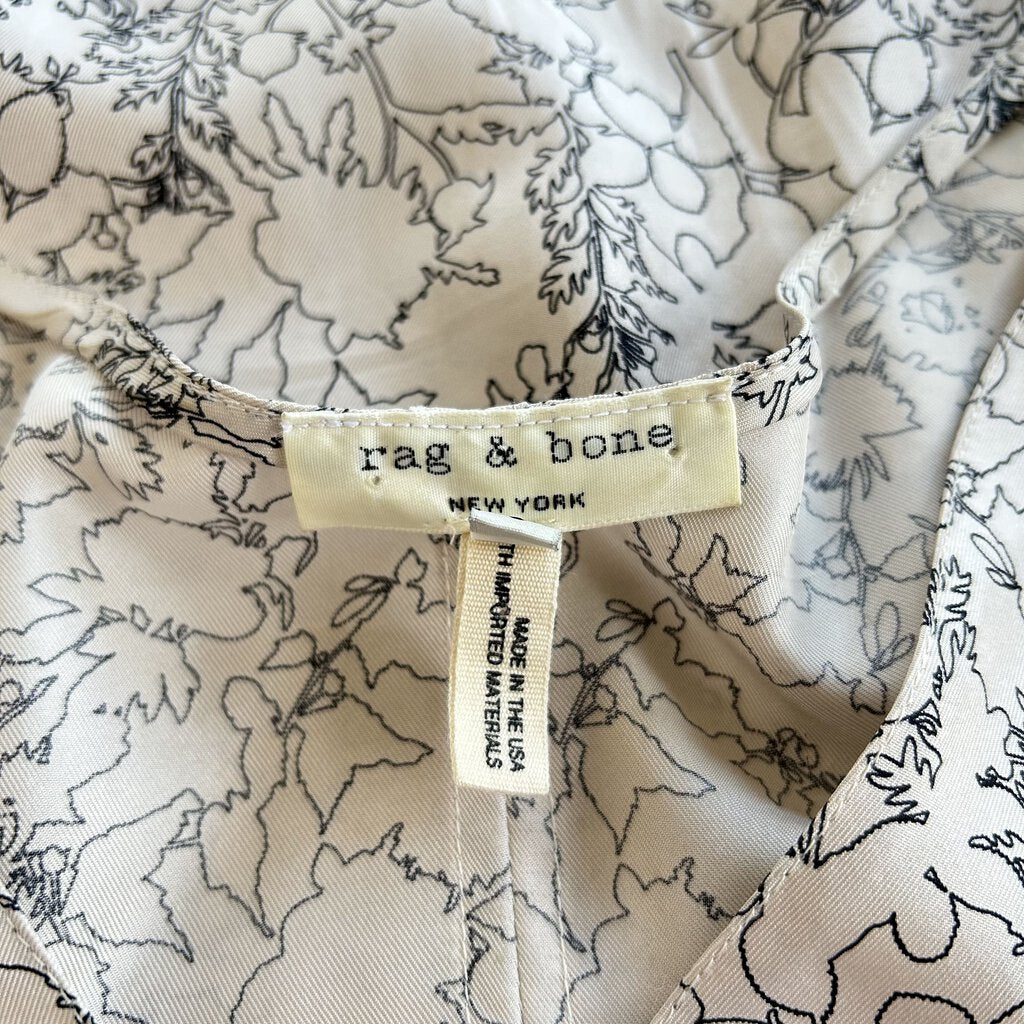 rag & bone
NEW YORK
MADE IN THE USA
TH IMPORTED MATERIALS